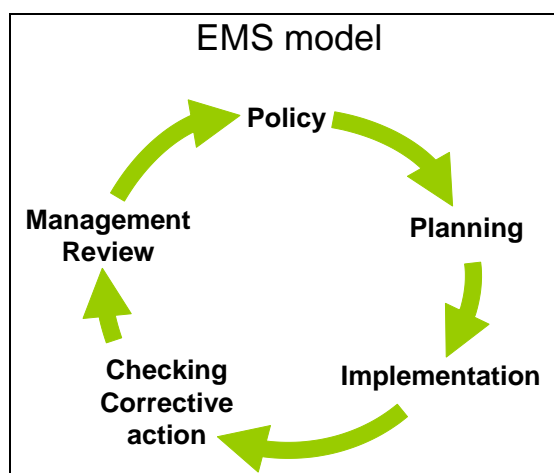 EMS model
Policy
Planning
Implementation
Checking
Corrective
action
Management
Review